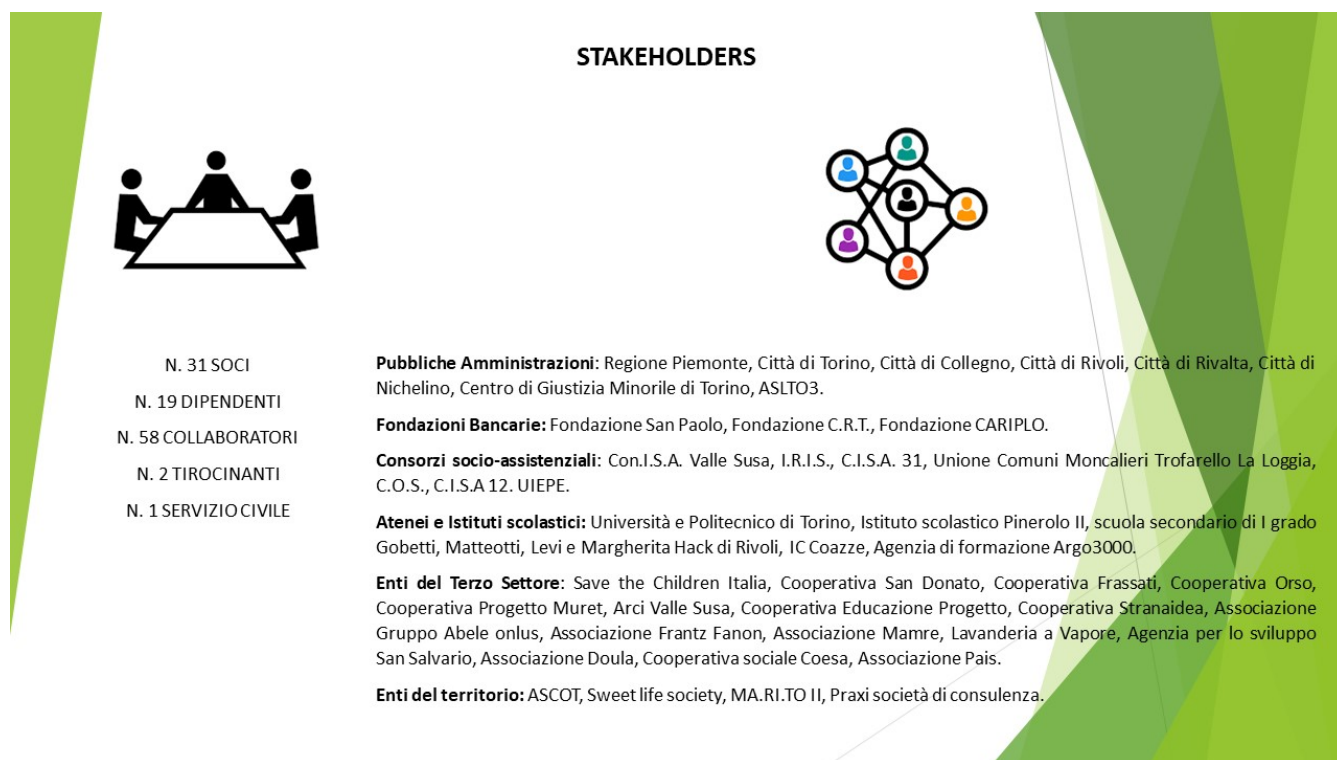 STAKEHOLDERS
N. 31 SOCI
N. 19 DIPENDENTI
N. 58 COLLABORATORI
N. 2 TIROCINANTI
N. 1 SERVIZIO CIVILE
Pubbliche Amministrazioni: Regione Piemonte, Città di Torino, Città di Collegno, Città di Rivoli, Città di Rivalta, Città di
Nichelino, Centro di Giustizia Minorile di Torino, ASLTO3.
Fondazioni Bancarie: Fondazione San Paolo, Fondazione C.R.T., Fondazione CARIPLO.
Consorzi socio-assistenziali: Con.I.S.A. Valle Susa, I.R.I.S., C.I.S.A. 31, Unione Comuni Moncalieri Trofarello La Loggia,
C.O.S., C.I.S.A 12. UIEPE.
Atenei e Istituti scolastici: Università e Politecnico di Torino, Istituto scolastico Pinerolo II, scuola secondario di I grado
Gobetti, Matteotti, Levi e Margherita Hack di Rivoli, IC Coazze, Agenzia di formazione Argo3000.
Enti del Terzo Settore: Save the Children Italia, Cooperativa San Donato, Cooperativa Frassati, Cooperativa Orso,
Cooperativa Progetto Muret, Arci Valle Susa, Cooperativa Educazione Progetto, Cooperativa Stranaidea, Associazione
Gruppo Abele onlus, Associazione Frantz Fanon, Associazione Mamre, Lavanderia a Vapore, Agenzia per lo sviluppo
San Salvario, Associazione Doula, Cooperativa sociale Coesa, Associazione Pais.
Enti del territorio: ASCOT, Sweet life society, MA.RI.TO II, Praxi società di consulenza.